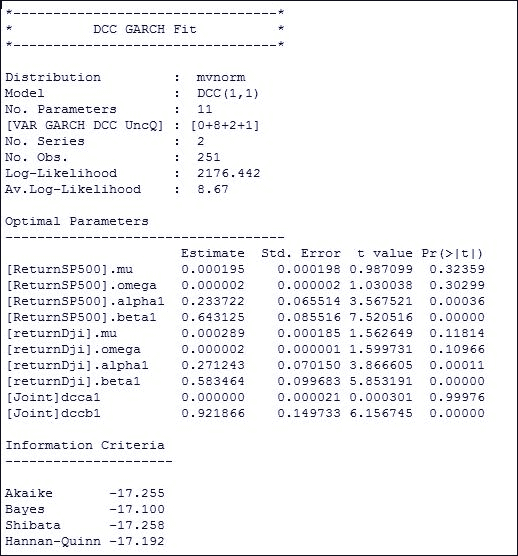 *---------------------------------*
*          DCC GARCH Fit          *
*---------------------------------*
Distribution         :  mvnorm
Model                :  DCC(1,1)
No. Parameters       :  11
[VAR GARCH DCC UncQ] : [0+8+2+1]
No. Series           :  2
No. Obs.             :  251
Log-Likelihood       :  2176.442
Av.Log-Likelihood    :  8.67
Optimal Parameters
-----------------------------------
                      Estimate  Std. Error  t value Pr(>|t|)
[ReturnSP500].mu      0.000195    0.000198 0.987099  0.32359
[ReturnSP500].omega   0.000002    0.000002 1.030038  0.30299
[ReturnSP500].alpha1  0.233722    0.065514 3.567521  0.00036
[ReturnSP500].beta1   0.643125    0.085516 7.520516  0.00000
[returnDji].mu        0.000289    0.000185 1.562649  0.11814
[returnDji].omega     0.000002    0.000001 1.599731  0.10966
[returnDji].alpha1    0.271243    0.070150 3.866605  0.00011
[returnDji].beta1     0.583464    0.099683 5.853191  0.00000
[Joint]dcca1          0.000000    0.000021 0.000301  0.99976
[Joint]dccb1          0.921866    0.149733 6.156745  0.00000
Information Criteria
---------------------
Akaike       -17.255
Bayes        -17.100
Shibata      -17.258
Hannan-Quinn -17.192